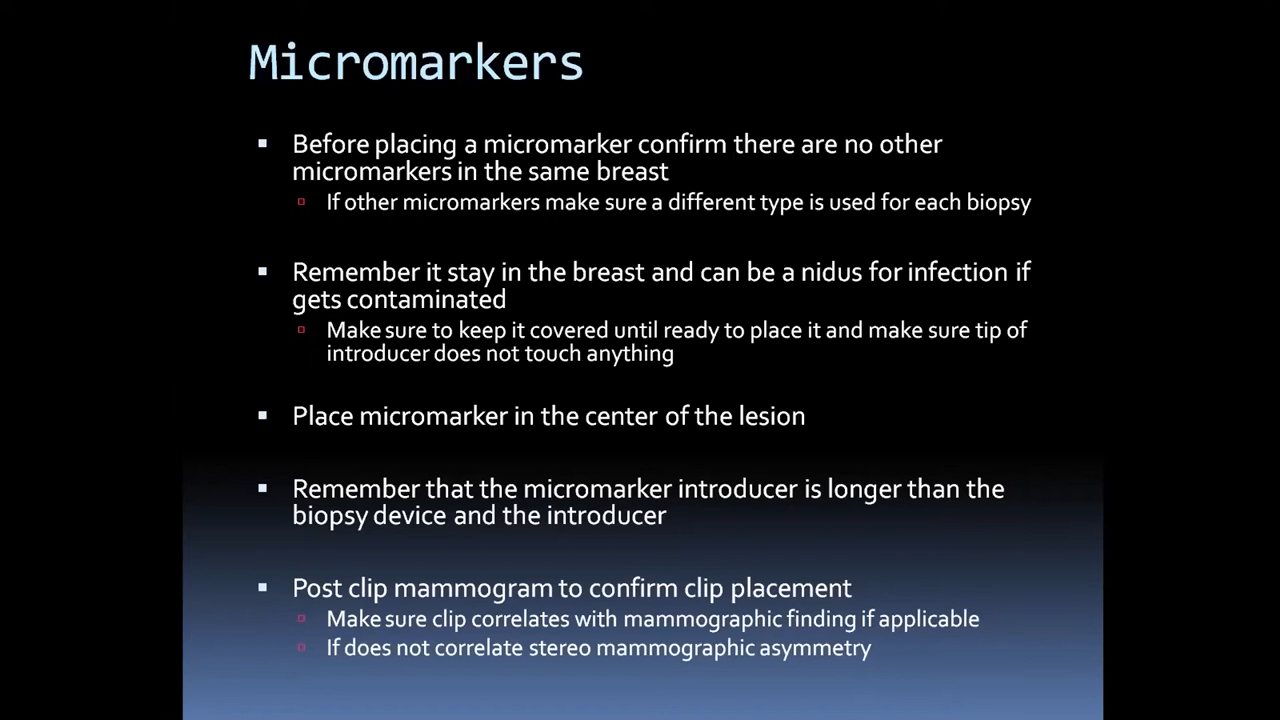 Micromarkers
Before placing a micromarker confirm there are no other
micromarkers in the same breast
If other micromarkers make sure a different type is used for each biopsy
Remember it stay in the breast and can be a nidus for infection if
gets contaminated
Make sure to keep it covered until ready to place it and make sure tip of
introducer does not touch anything
Place micromarker in the center of the lesion
Remember that the micromarker introducer is longer than the
biopsy device and the introducer
Post clip mammogram to confirm clip placement
Make sure clip correlates with mammographic finding if applicable
If does not correlate stereo mammographic asymmetry